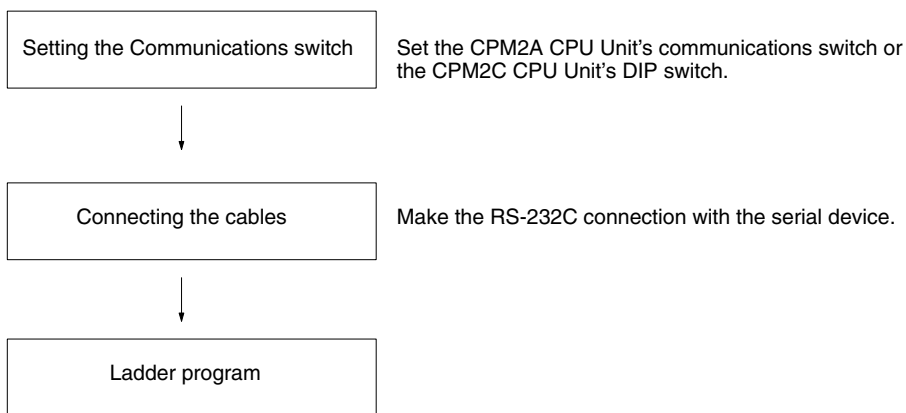 Setting the Communications switch
Set the CPM2A CPU Unit's communications switch or
the CPM2C CPU Unit's DIP switch.
Connecting the cables
Make the RS-232C connection with the serial device.
Ladder program